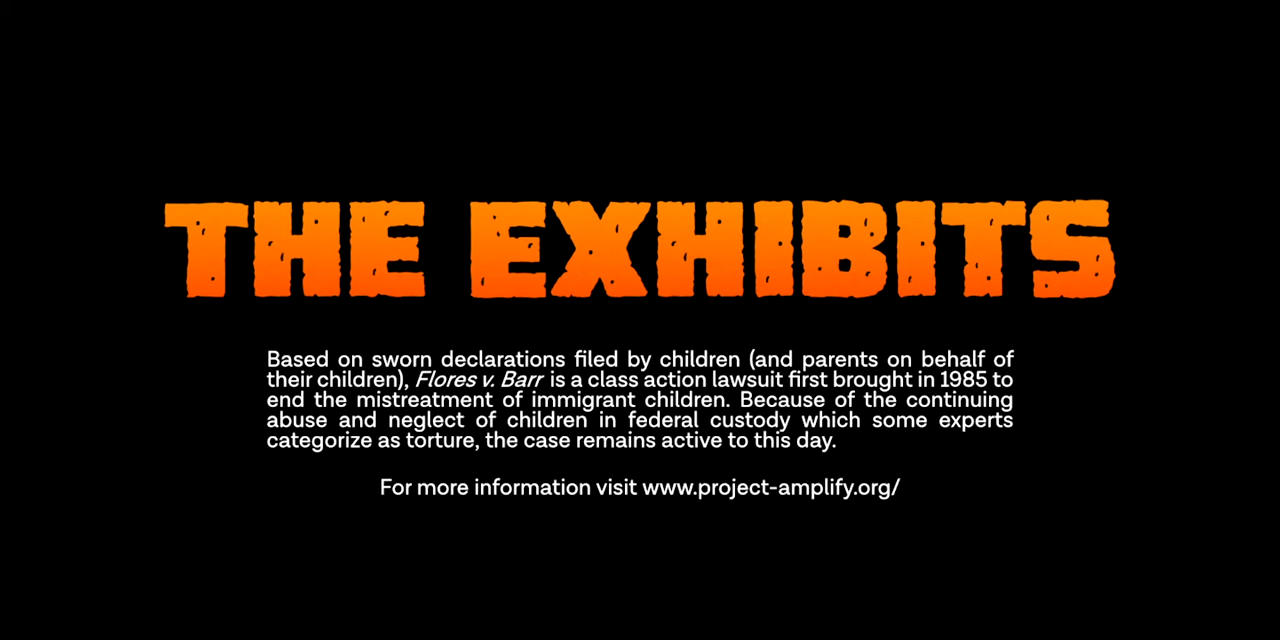 THE EXHIBITS
Based on sworn declarations filed by children (and parents on behalf of
their children), Flores v. Barr is a class action lawsuit first brought in 1985 to
end the mistreatment of immigrant children. Because of the continuing
abuse and neglect of children in federal custody which some experts
categorize as torture, the case remains active to this day.
For more information visit www.project-amplify.org/